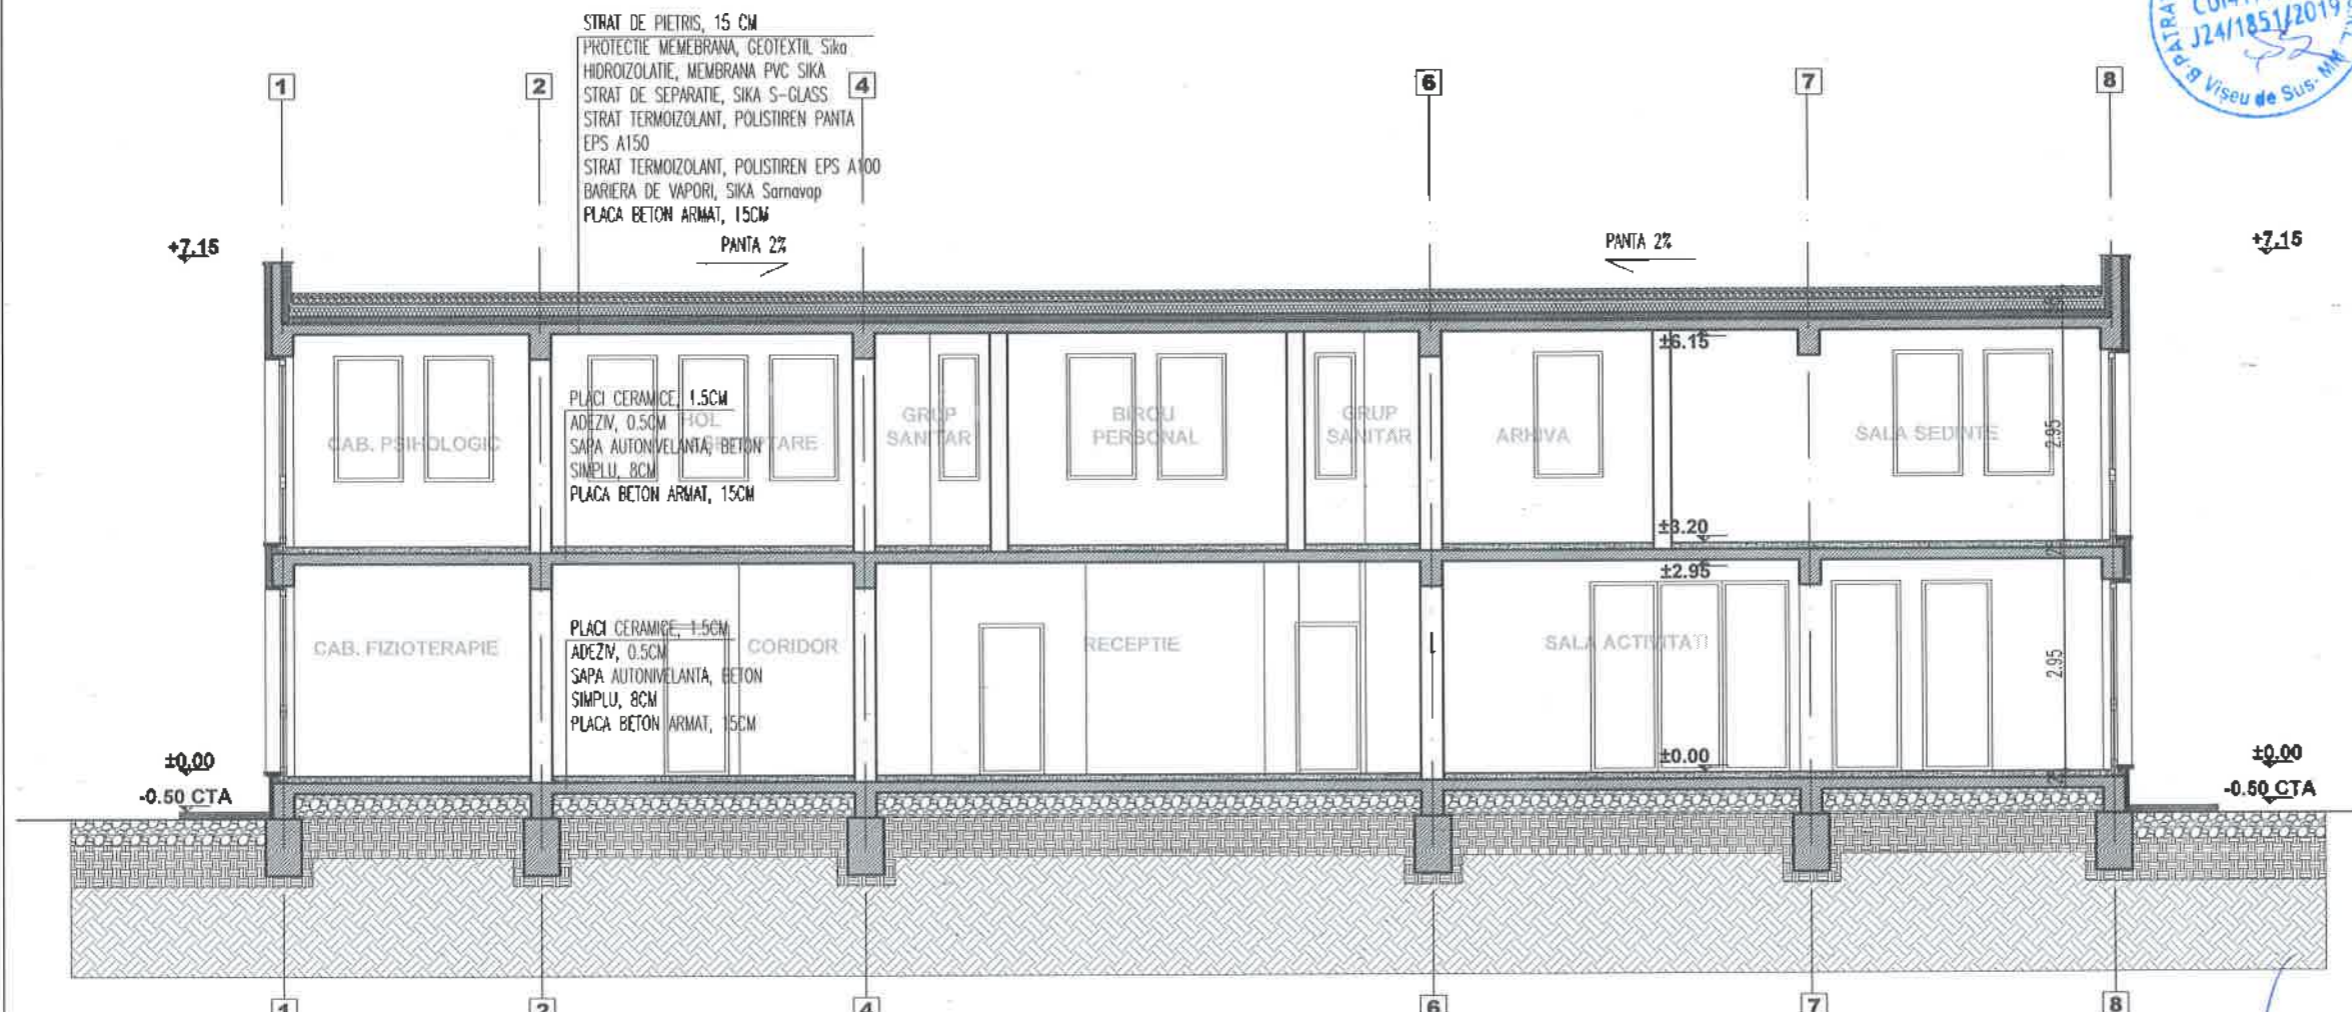 STRAT DE PIETRIS, 15 CM
PROTECTIE MEMEBRANA, GEOTEXTIL Sika
HIDROIZOLATIE, MEMBRANA PVC SIKA
STRAT DE SEPARATIE, SIKA S-GLASS
STRAT TERMOIZOLANT, POLISTIREN PANTA
EPS A150
STRAT TERMOIZOLANT, POLISTIREN EPS A100
BARIERA DE VAPORI, SIKA Sarnavap
PLACA BETON ARMAT, 15CM
J24/1851/2019
Vișeu de Sus- MM
1
2
4
6
7
8
PANTA 2%
PANTA 2%
+7.15
+7.15
±6.15
CAB. PSIHOLOGIC
PLACI CERAMICE, 1.5CM
ADEZIV, 0.5CM
SAPA AUTONIVELANTA, BETON
SIMPLU, 8CM
PLACA BETON ARMAT, 15CM
HOL
GRUP
SANITAR
BIROU
PERSONAL
GRUP
SANITAR
ARHIVA
SALA SEDINTE
2.95
±3.20
±2.95
CAB. FIZIOTERAPIE
PLACI CERAMICE, 1.5CM
ADEZIV, 0.5CM
SAPA AUTONIVELANTA, BETON
SIMPLU, 8CM
PLACA BETON ARMAT, 15CM
CORIDOR
RECEPTIE
SALA ACTIVITATI
2.95
±0.00
±0.00
±0.00
-0.50 CTA
-0.50 CTA
1
2
4
6
7
8